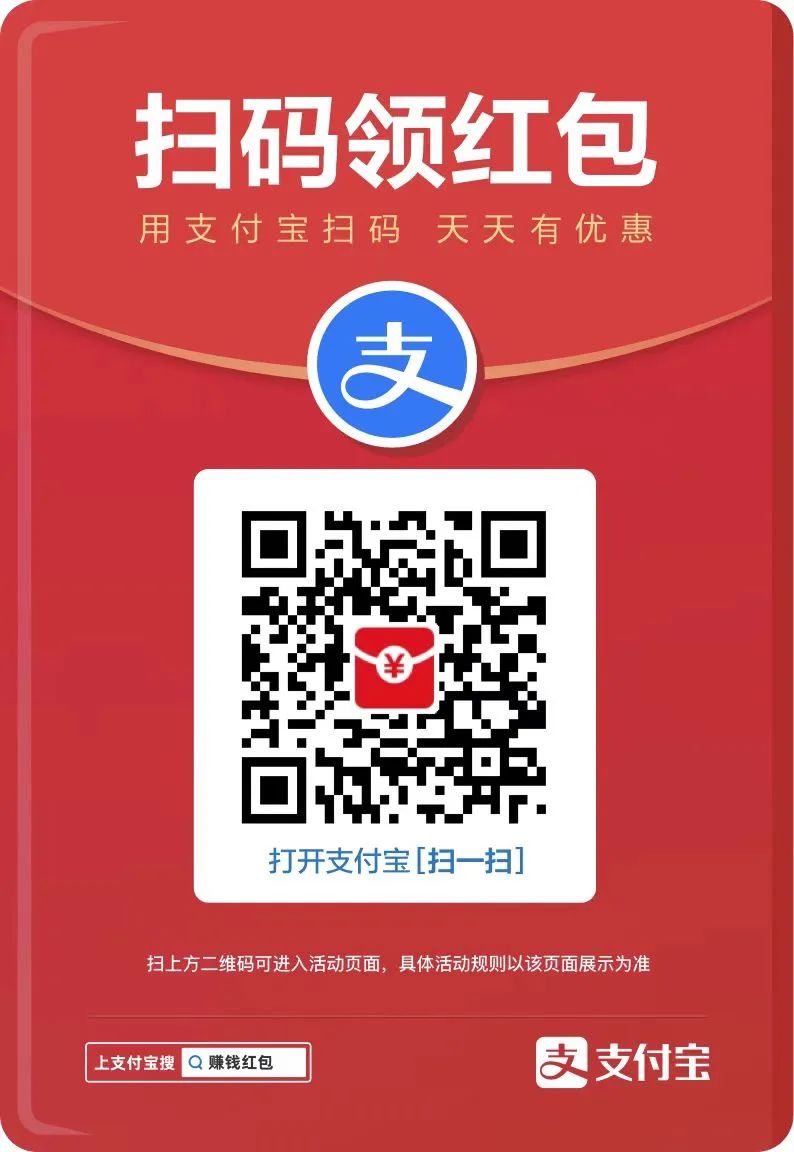 扫码领红包
用支付宝扫码 天天有优惠
支
¥
打开支付宝[扫一扫]
扫上方二维码可进入活动页面，具体活动规则以该页面展示为准
上支付宝搜 赚钱红包
支 支付宝